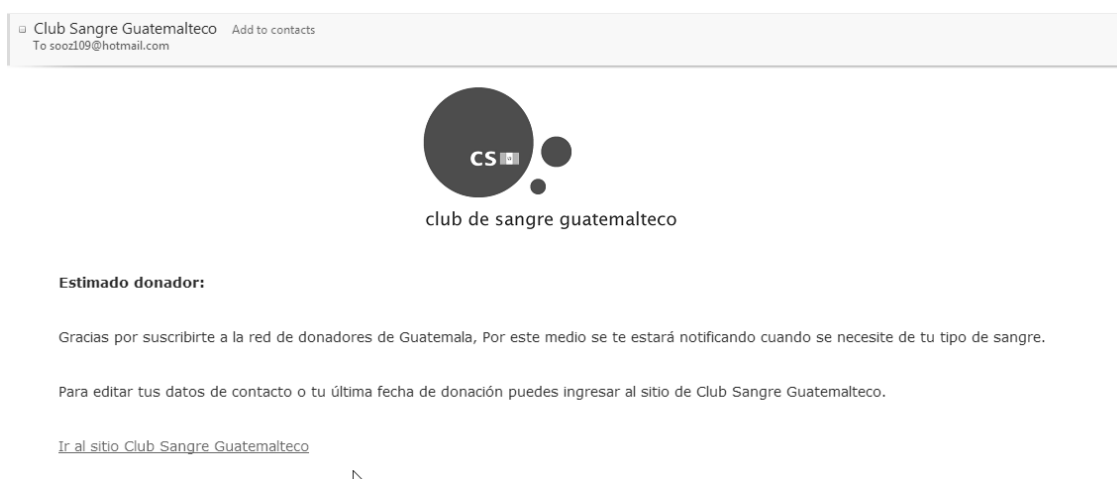 Club Sangre Guatemalteco Add to contacts
To sooz109@hotmail.com
CS
club de sangre guatemalteco
Estimado donador:
Gracias por suscribirte a la red de donadores de Guatemala, Por este medio se te estará notificando cuando se necesite de tu tipo de sangre.
Para editar tus datos de contacto o tu última fecha de donación puedes ingresar al sitio de Club Sangre Guatemalteco.
Ir al sitio Club Sangre Guatemalteco